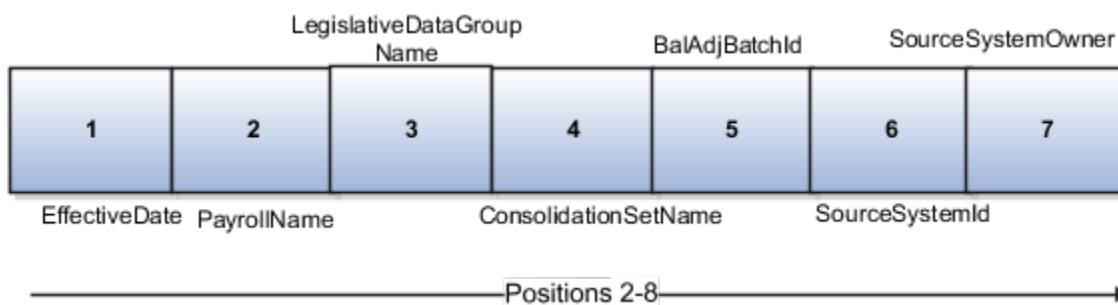 LegislativeDataGroup
Name
BalAdjBatchId
SourceSystemOwner
1 2 3 4 5 6 7
EffectiveDate PayrollName ConsolidationSetName SourceSystemId
Positions 2-8